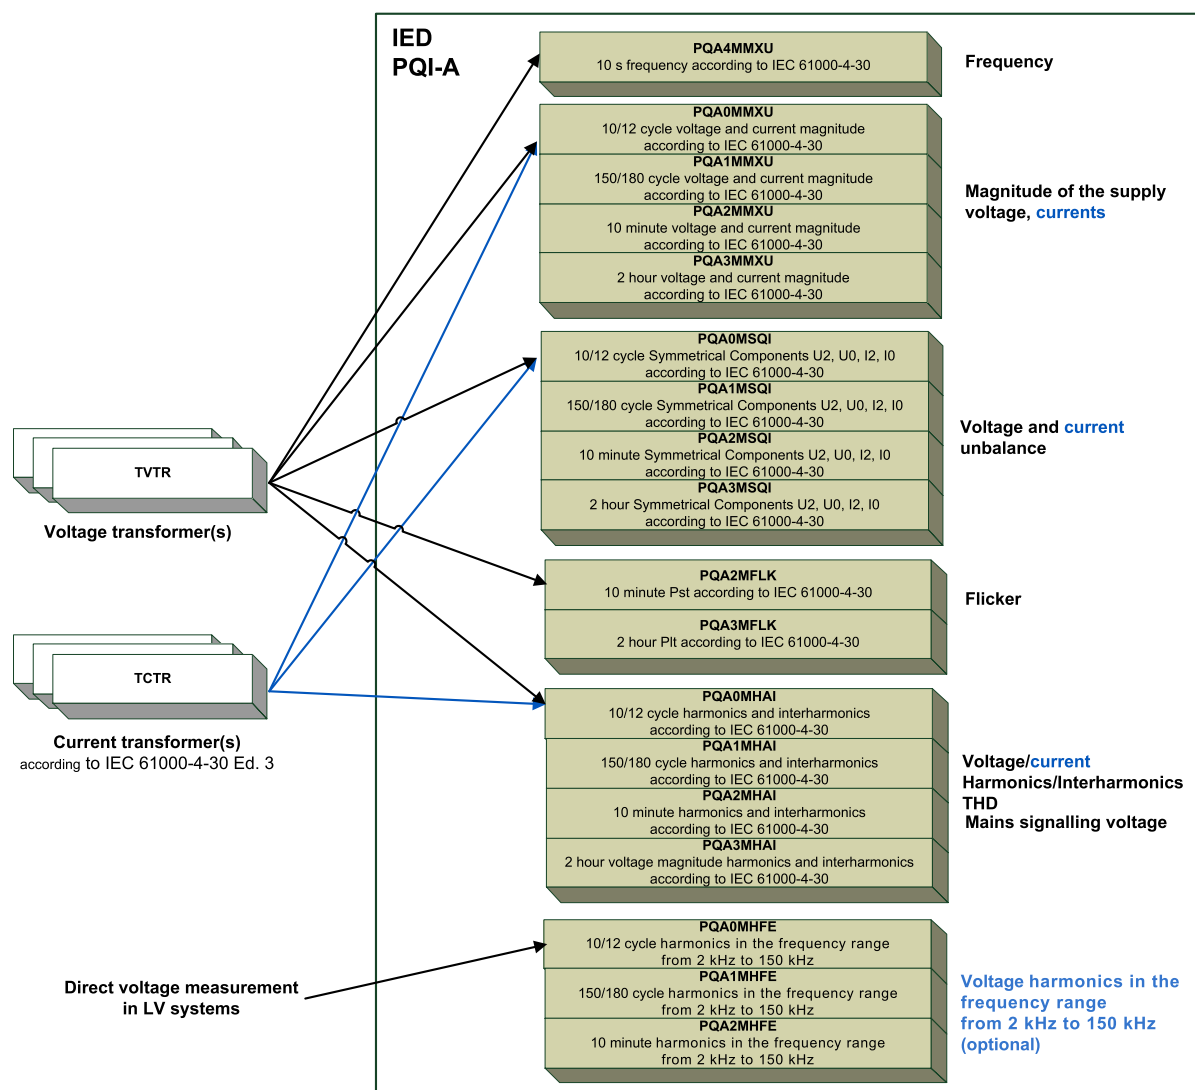 IED
PQI-A
PQA4MMXU
10 s frequency according to IEC 61000-4-30
Frequency
PQA0MMXU
10/12 cycle voltage and current magnitude
according to IEC 61000-4-30
PQA1MMXU
150/180 cycle voltage and current magnitude
according to IEC 61000-4-30
PQA2MMXU
10 minute voltage and current magnitude
according to IEC 61000-4-30
PQA3MMXU
2 hour voltage and current magnitude
according to IEC 61000-4-30
Magnitude of the supply
voltage, currents
PQA0MSQI
10/12 cycle Symmetrical Components U2, U0, I2, I0
according to IEC 61000-4-30
PQA1MSQI
150/180 cycle Symmetrical Components U2, U0, I2, I0
according to IEC 61000-4-30
PQA2MSQI
10 minute Symmetrical Components U2, U0, I2, I0
according to IEC 61000-4-30
PQA3MSQI
2 hour Symmetrical Components U2, U0, I2, I0
according to IEC 61000-4-30
Voltage and current
unbalance
TVTR
Voltage transformer(s)
PQA2MFLK
10 minute Pst according to IEC 61000-4-30
PQA3MFLK
2 hour Plt according to IEC 61000-4-30
Flicker
TCTR
Current transformer(s)
according to IEC 61000-4-30 Ed. 3
PQA0MHAI
10/12 cycle harmonics and interharmonics
according to IEC 61000-4-30
PQA1MHAI
150/180 cycle harmonics and interharmonics
according to IEC 61000-4-30
PQA2MHAI
10 minute harmonics and interharmonics
according to IEC 61000-4-30
PQA3MHAI
2 hour voltage magnitude harmonics and interharmonics
according to IEC 61000-4-30
Voltage/current
Harmonics/Interharmonics
THD
Mains signalling voltage
Direct voltage measurement
in LV systems
PQA0MHFE
10/12 cycle harmonics in the frequency range
from 2 kHz to 150 kHz
PQA1MHFE
150/180 cycle harmonics in the frequency range
from 2 kHz to 150 kHz
PQA2MHFE
10 minute harmonics in the frequency range
from 2 kHz to 150 kHz
Voltage harmonics in the
frequency range
from 2 kHz to 150 kHz
(optional)